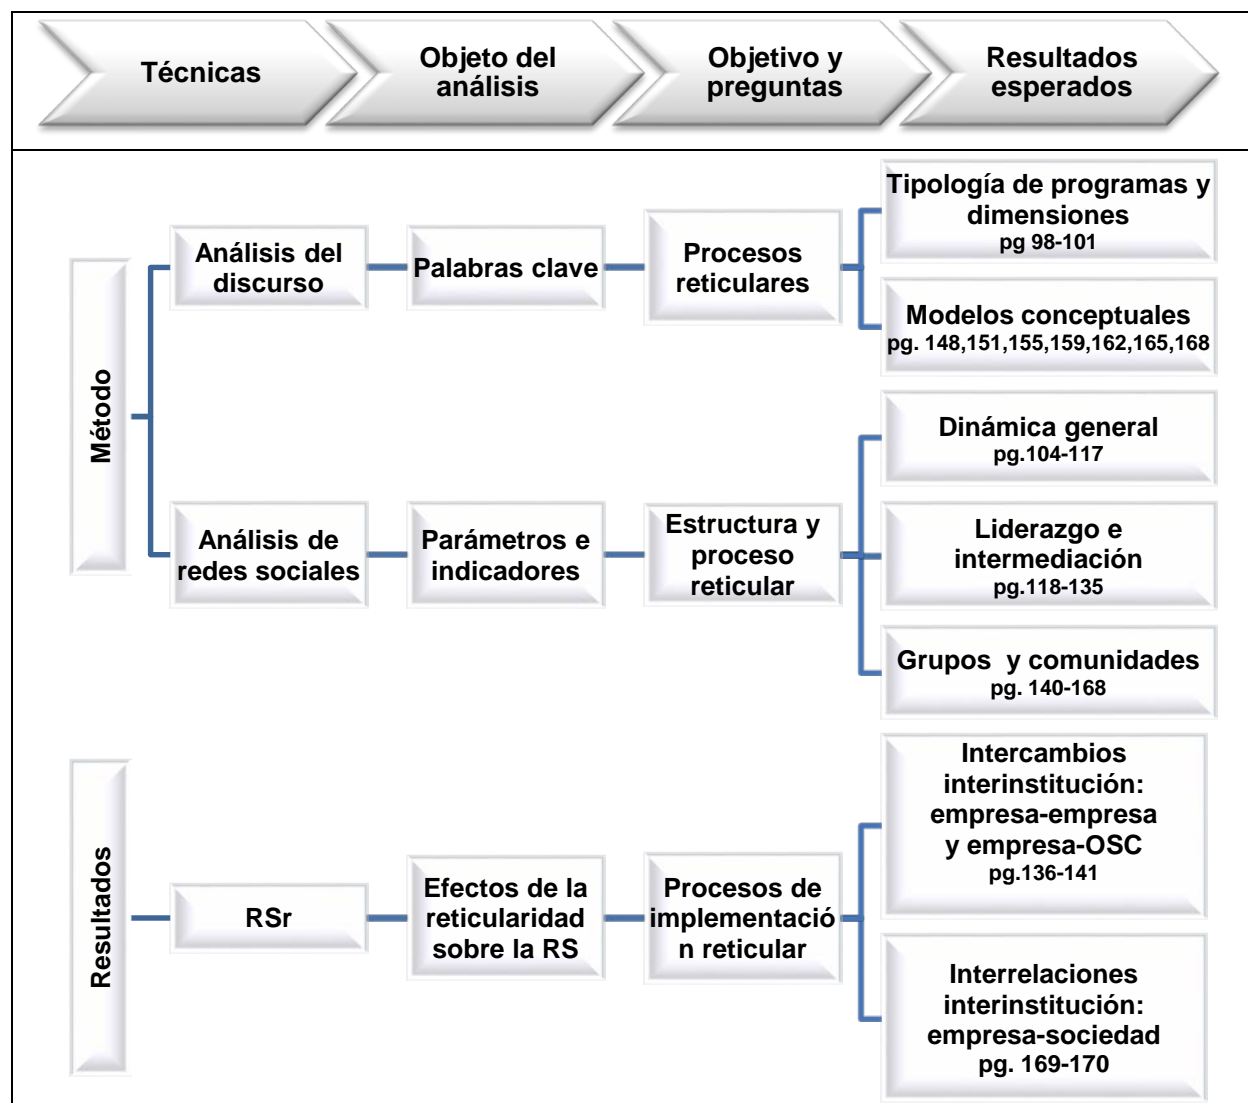 Técnicas
Objeto del
análisis
Objetivo y
preguntas
Resultados
esperados
Método
Análisis del
discurso
Palabras clave
Procesos
reticulares
Tipología de programas y
dimensiones
pg 98-101
Modelos conceptuales
pg. 148,151,155,159,162,165,168
Análisis de
redes sociales
Parámetros e
indicadores
Estructura y
proceso
reticular
Dinámica general
pg.104-117
Liderazgo e
intermediación
pg.118-135
Grupos y comunidades
pg. 140-168
Resultados
RSr
Efectos de la
reticularidad
sobre la RS
Procesos de
implementació
n reticular
Intercambios
interinstitución:
empresa-empresa
y empresa-OSC
pg.136-141
Interrelaciones
interinstitución:
empresa-sociedad
pg. 169-170